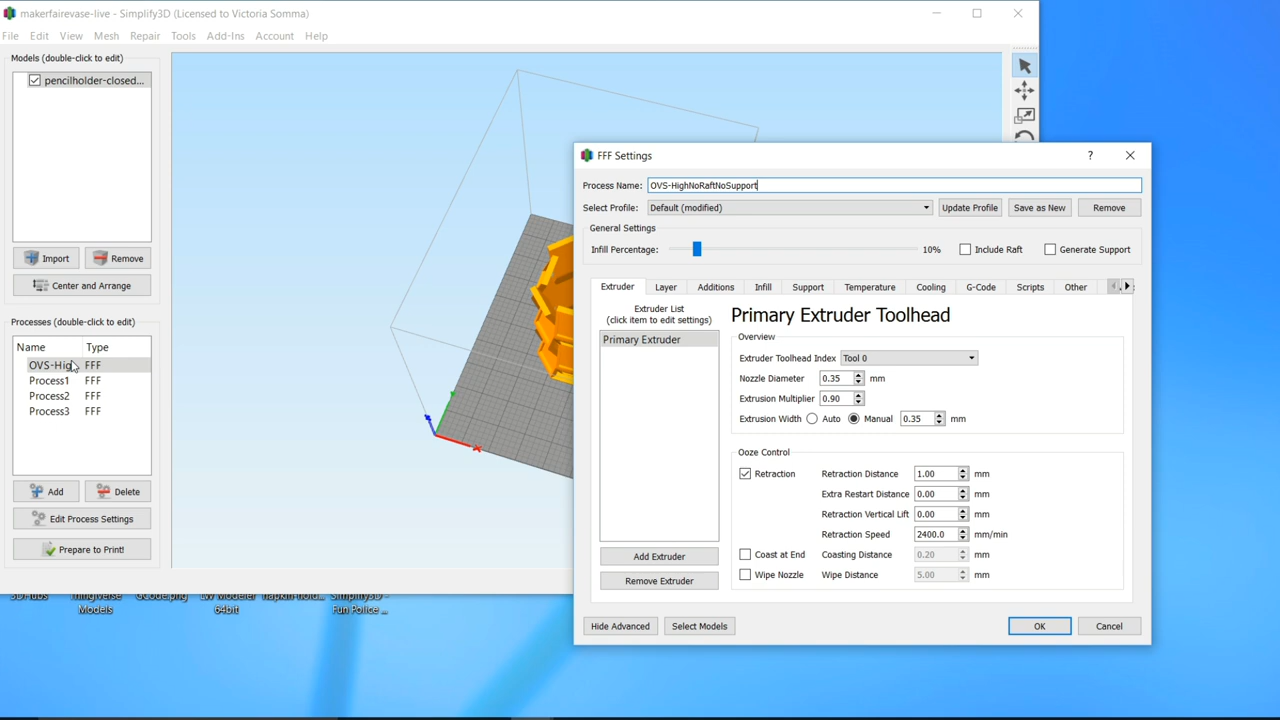 makerfairevase-live - Simplify3D (Licensed to Victoria Somma)
File Edit View Mesh Repair Tools Add-Ins Account Help
Models (double-click to edit)
pencilholder-closed...
Import Remove
Center and Arrange
Processes (double-click to edit)
Name Type
OVS-Hig FFF
Process1 FFF
Process2 FFF
Process3 FFF
Add Delete
Edit Process Settings
Prepare to Print!
FFF Settings
Process Name: OVS-HighNoRaftNoSupport
Select Profile: Default (modified) Update Profile Save as New Remove
General Settings
Infill Percentage: 10% Include Raft Generate Support
Extruder Layer Additions Infill Support Temperature Cooling G-Code Scripts Other
Extruder List
(click item to edit settings)
Primary Extruder
Add Extruder
Remove Extruder
Primary Extruder Toolhead
Overview
Extruder Toolhead Index Tool 0
Nozzle Diameter 0.35 mm
Extrusion Multiplier 0.90
Extrusion Width Auto Manual 0.35 mm
Ooze Control
Retraction Retraction Distance 1.00 mm
Extra Restart Distance 0.00 mm
Retraction Vertical Lift 0.00 mm
Retraction Speed 2400.0 mm/min
Coast at End Coasting Distance 0.20 mm
Wipe Nozzle Wipe Distance 5.00 mm
Hide Advanced Select Models OK Cancel
3DHubs Thingiverse GCode.png LW Modeler napkin-hold... Simplify3D -
Models 64bit Fun Police ...